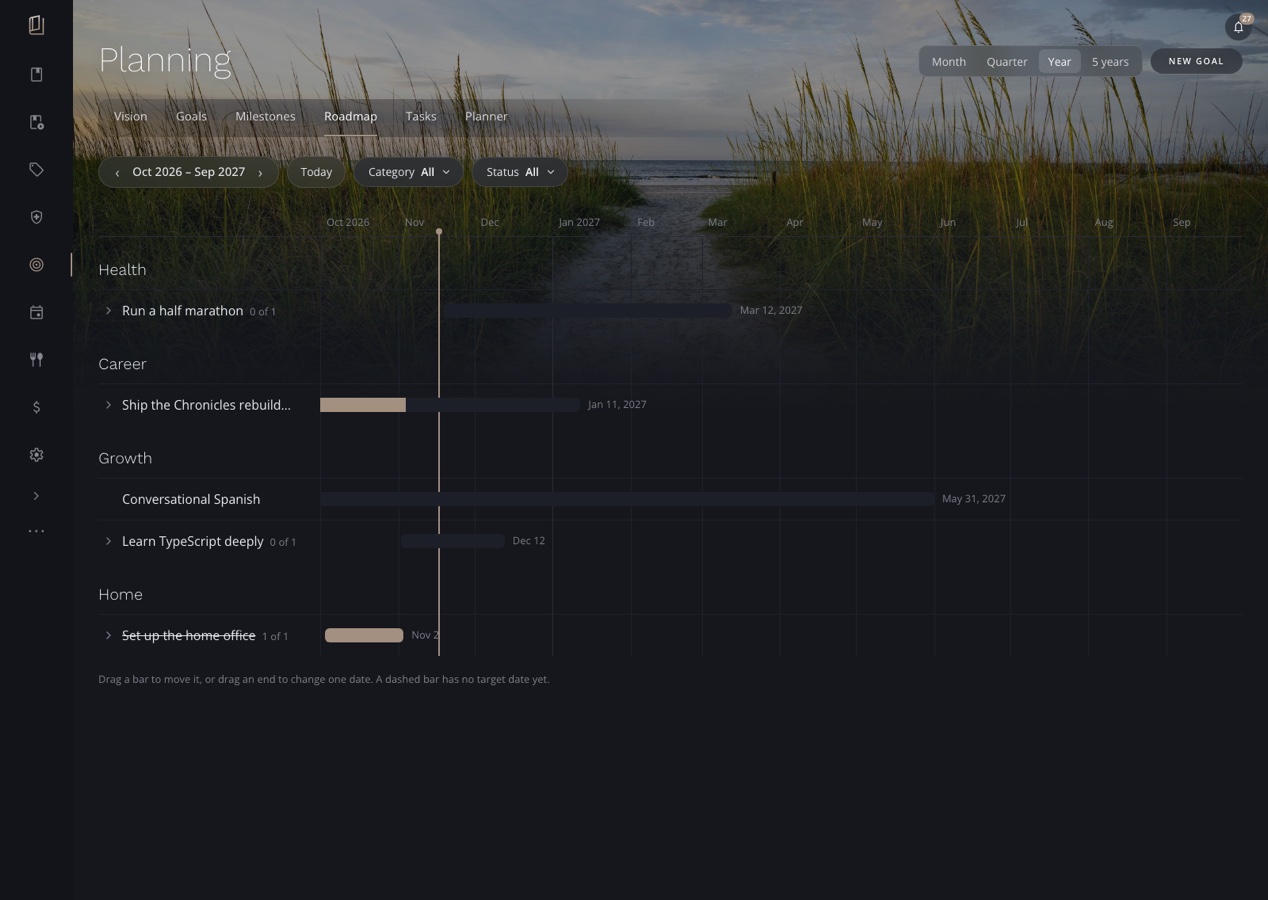 27
Planning
Month Quarter Year 5 years NEW GOAL
Vision Goals Milestones Roadmap Tasks Planner
‹ Oct 2026 – Sep 2027 › Today Category All Status All
Oct 2026 Nov Dec Jan 2027 Feb Mar Apr May Jun Jul Aug Sep
Health
Run a half marathon 0 of 1 Mar 12, 2027
Career
Ship the Chronicles rebuild... Jan 11, 2027
Growth
Conversational Spanish May 31, 2027
Learn TypeScript deeply 0 of 1 Dec 12
Home
Set up the home office 1 of 1 Nov 2
Drag a bar to move it, or drag an end to change one date. A dashed bar has no target date yet.